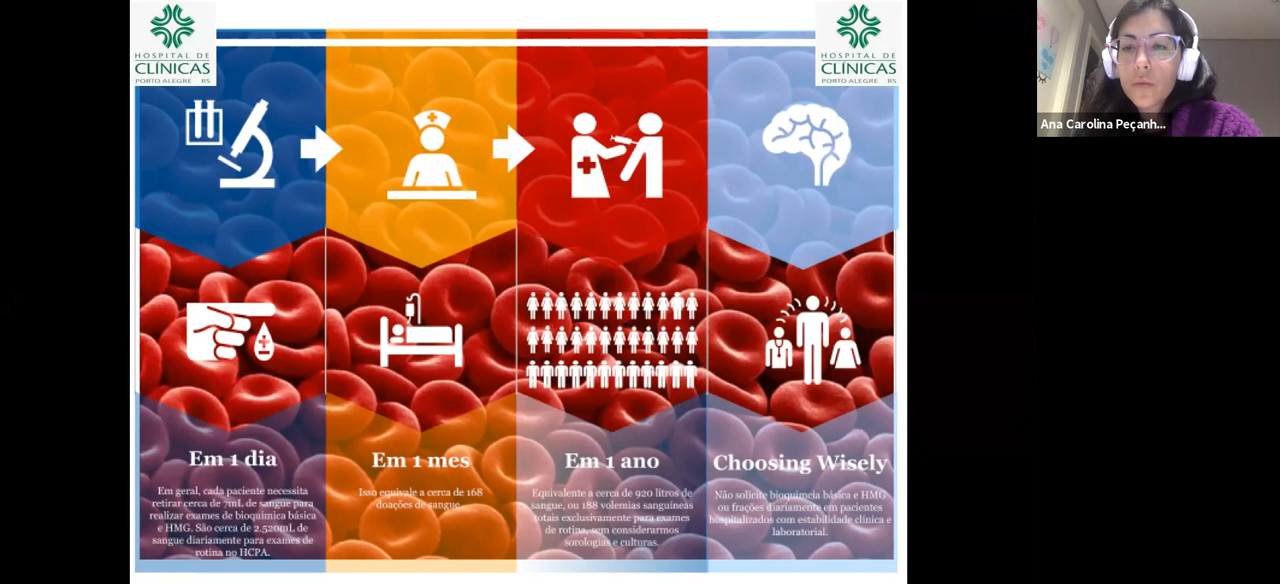 HOSPITAL DE
CLÍNICAS
PORTO ALEGRE RS
HOSPITAL DE
CLÍNICAS
PORTO ALEGRE RS
Ana Carolina Peçanh...
Em 1 dia
Em geral, cada paciente necessita
retirar cerca de 7mL de sangue para
realizar exames de bioquímica básica
e HMG. São cerca de 2.520mL de
sangue diariamente para exames de
rotina no HCPA.
Em 1 mes
Isso equivale a cerca de 168
doações de sangue.
Em 1 ano
Equivalente a cerca de 920 litros de
sangue, ou 188 volemias sanguíneas
totais exclusivamente para exames
de rotina, sem considerarmos
sorologias e culturas.
Choosing Wisely
Não solicite bioquímcia básica e HMG
ou frações diariamente em pacientes
hospitalizados com estabilidade clínica e
laboratorial.